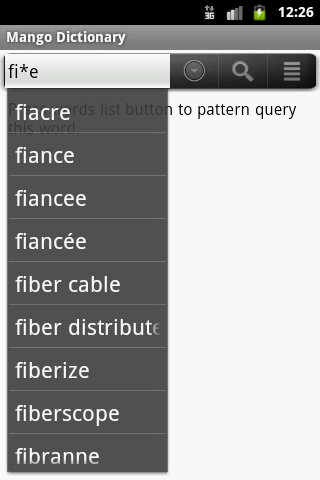 3G 12:26
Mango Dictionary
fi*e
words list button to pattern query
this word.
fiacre
fiance
fiancee
fiancée
fiber cable
fiber distribute
fiberize
fiberscope
fibranne